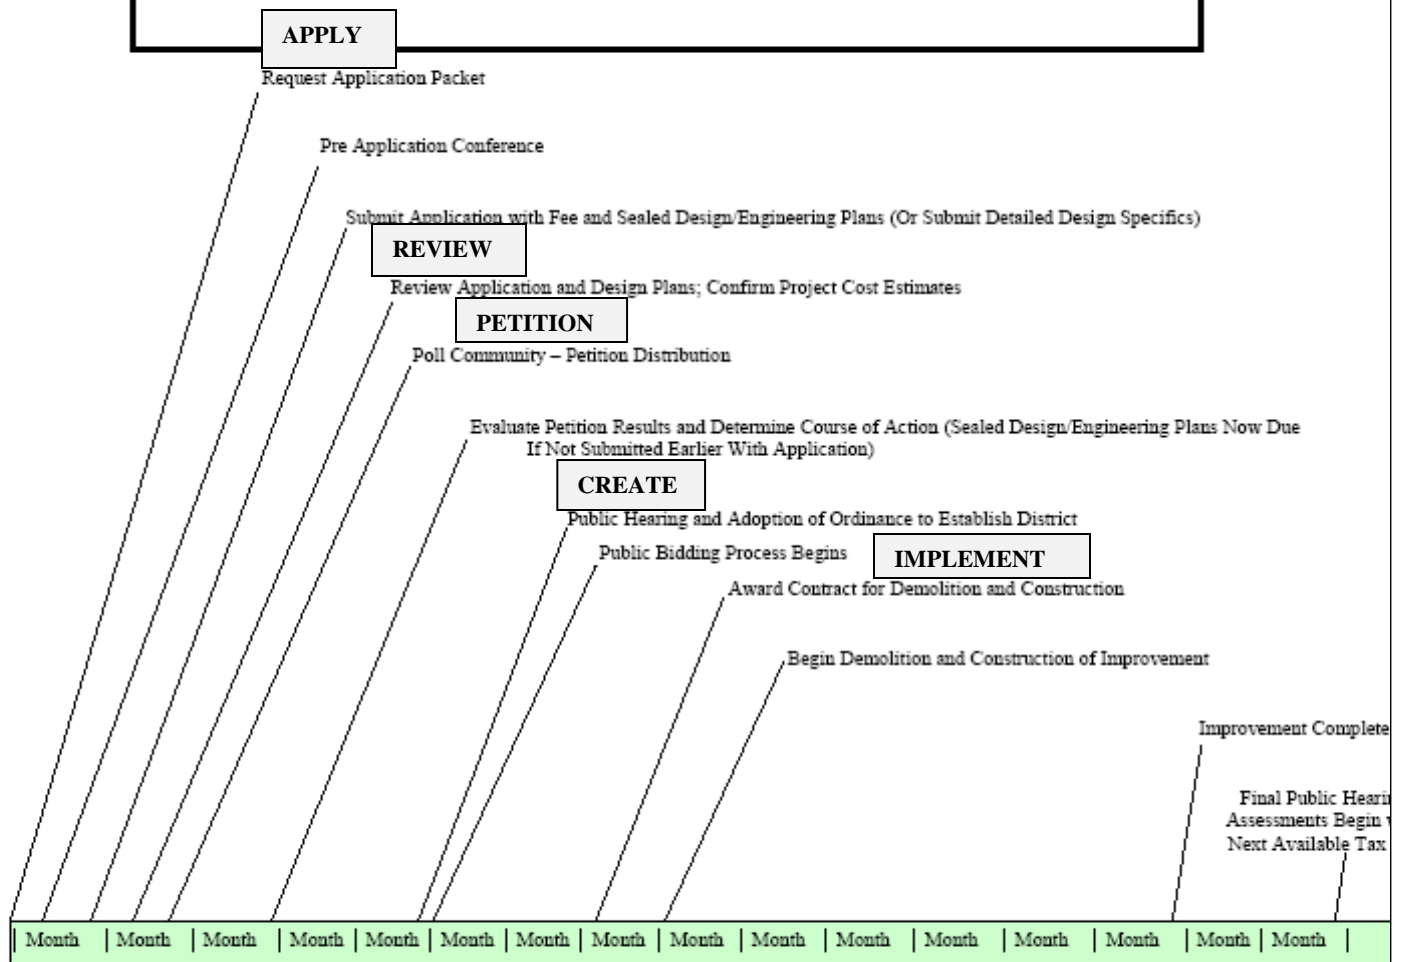 APPLY
Request Application Packet
Pre Application Conference
Submit Application with Fee and Sealed Design/Engineering Plans (Or Submit Detailed Design Specifics)
REVIEW
Review Application and Design Plans; Confirm Project Cost Estimates
PETITION
Poll Community – Petition Distribution
Evaluate Petition Results and Determine Course of Action (Sealed Design/Engineering Plans Now Due
If Not Submitted Earlier With Application)
CREATE
Public Hearing and Adoption of Ordinance to Establish District
Public Bidding Process Begins
IMPLEMENT
Award Contract for Demolition and Construction
Begin Demolition and Construction of Improvement
Improvement Complete
Final Public
Assessments Begin
Next Available Tax
| Month | Month | Month | Month | Month | Month | Month | Month | Month | Month | Month | Month | Month | Month | Month | Month |